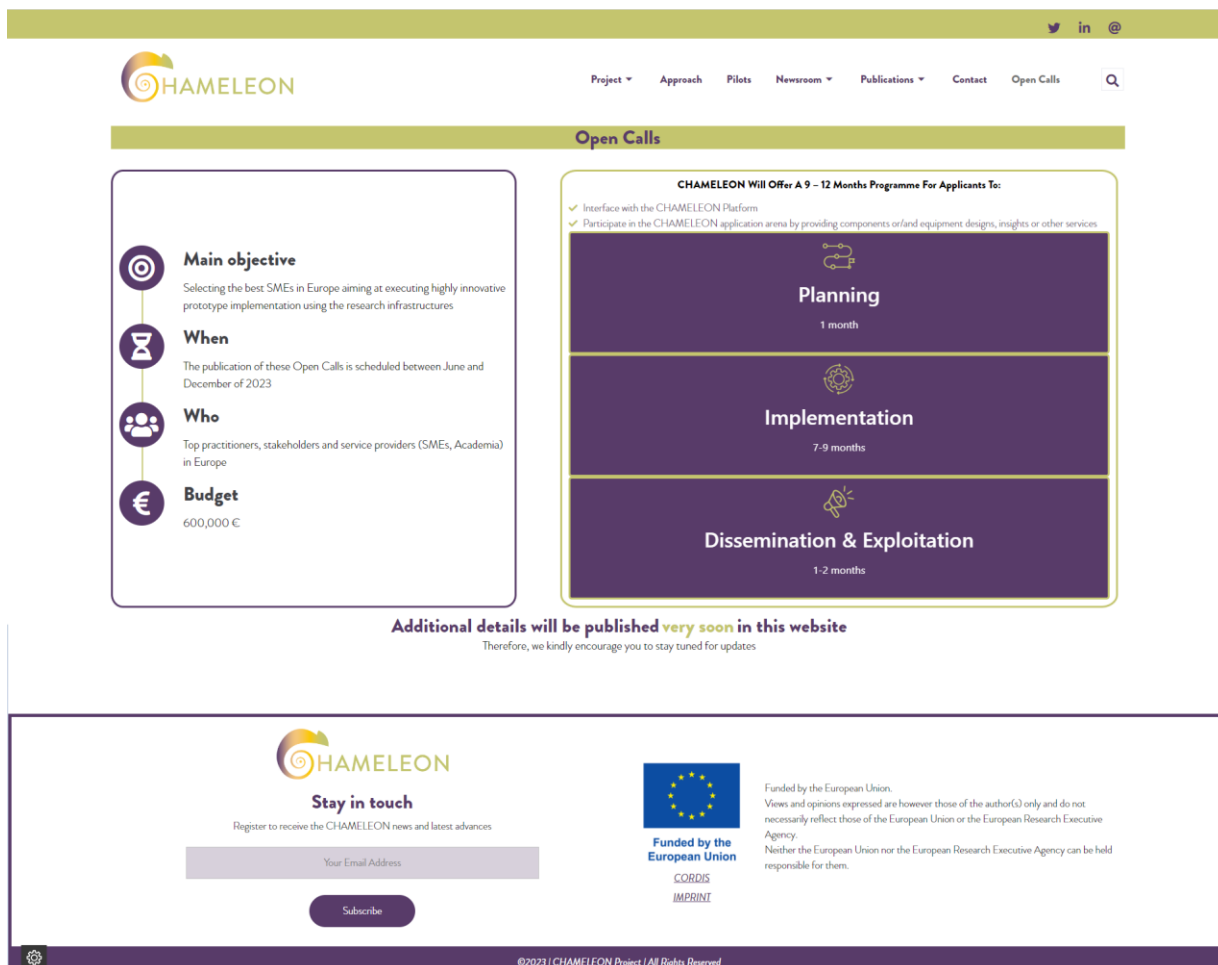 HAMELEON
Project
Approach
Pilots
Newsroom
Publications
Contact
Open Calls
Open Calls
Main objective
Selecting the best SMEs in Europe aiming at executing highly innovative
prototype implementation using the research infrastructures
When
The publication of these Open Calls is scheduled between June and
December of 2023
Who
Top practitioners, stakeholders and service providers (SMEs, Academia)
in Europe
Budget
600,000 €
CHAMELEON Will Offer A 9 – 12 Months Programme For Applicants To:
Interface with the CHAMELEON Platform
Participate in the CHAMELEON application arena by providing components or/and equipment designs, insights or other services
Planning
1 month
Implementation
7-9 months
Dissemination & Exploitation
1-2 months
Additional details will be published very soon in this website
Therefore, we kindly encourage you to stay tuned for updates
HAMELEON
Stay in touch
Register to receive the CHAMELEON news and latest advances
Your Email Address
Subscribe
Funded by the
European Union
CORDIS
IMPRINT
Funded by the European Union.
Views and opinions expressed are however those of the author(s) only and do not
necessarily reflect those of the European Union or the European Research Executive
Agency.
Neither the European Union nor the European Research Executive Agency can be held
responsible for them.
©2023 | CHAMELEON Project | All Rights Reserved